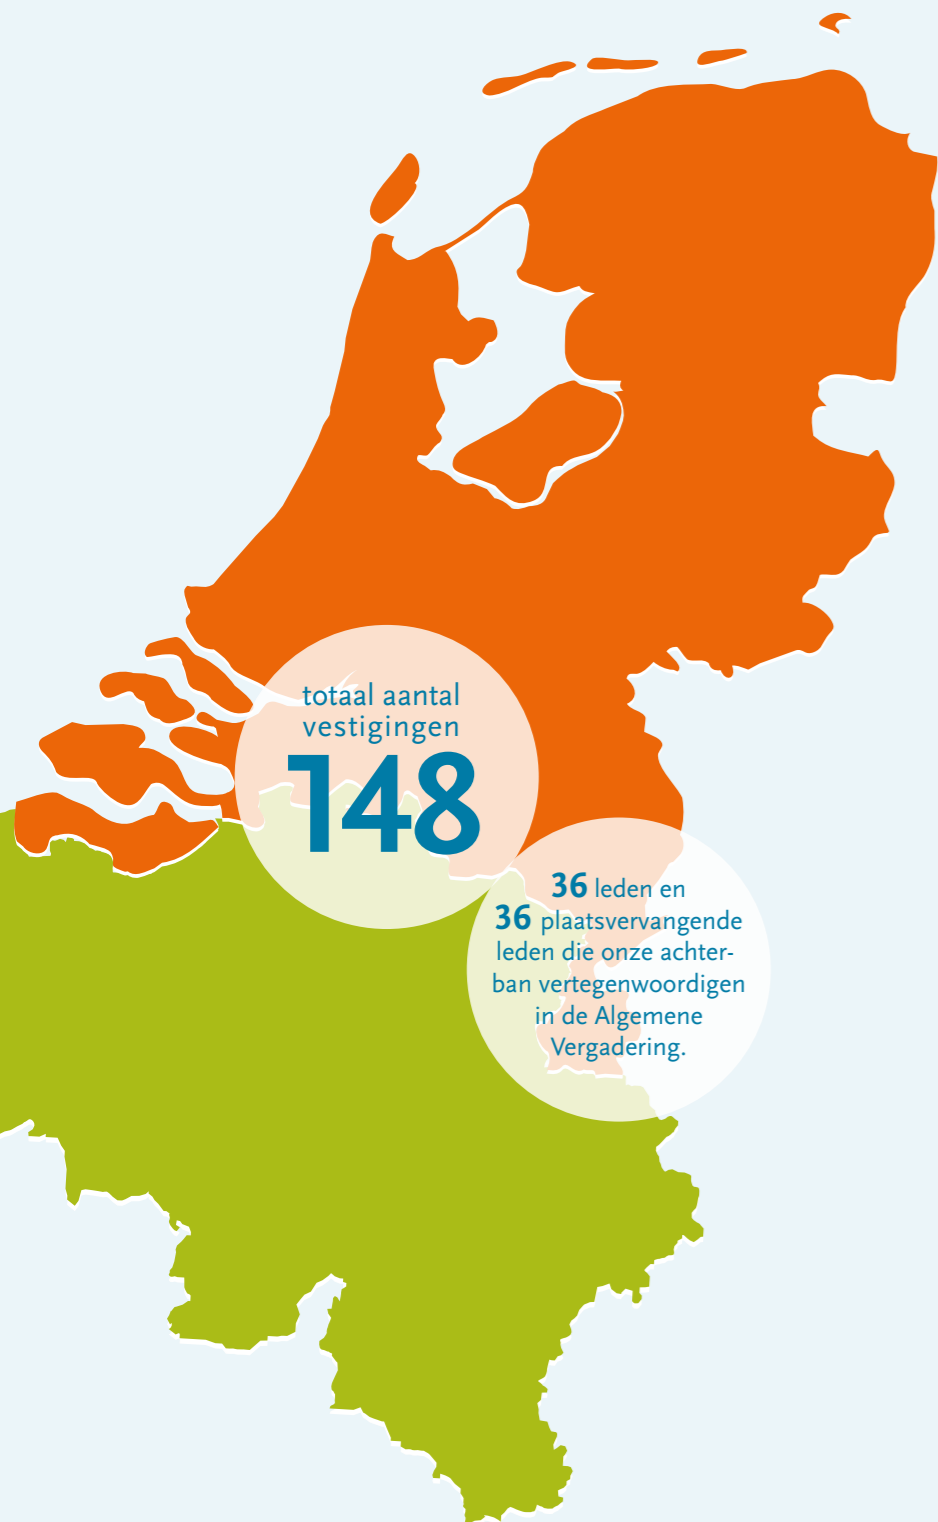 totaal aantal
vestigingen
148
36 leden en
36 plaatsvervangende
leden die onze achter-
ban vertegenwoordigen
in de Algemene
Vergadering.